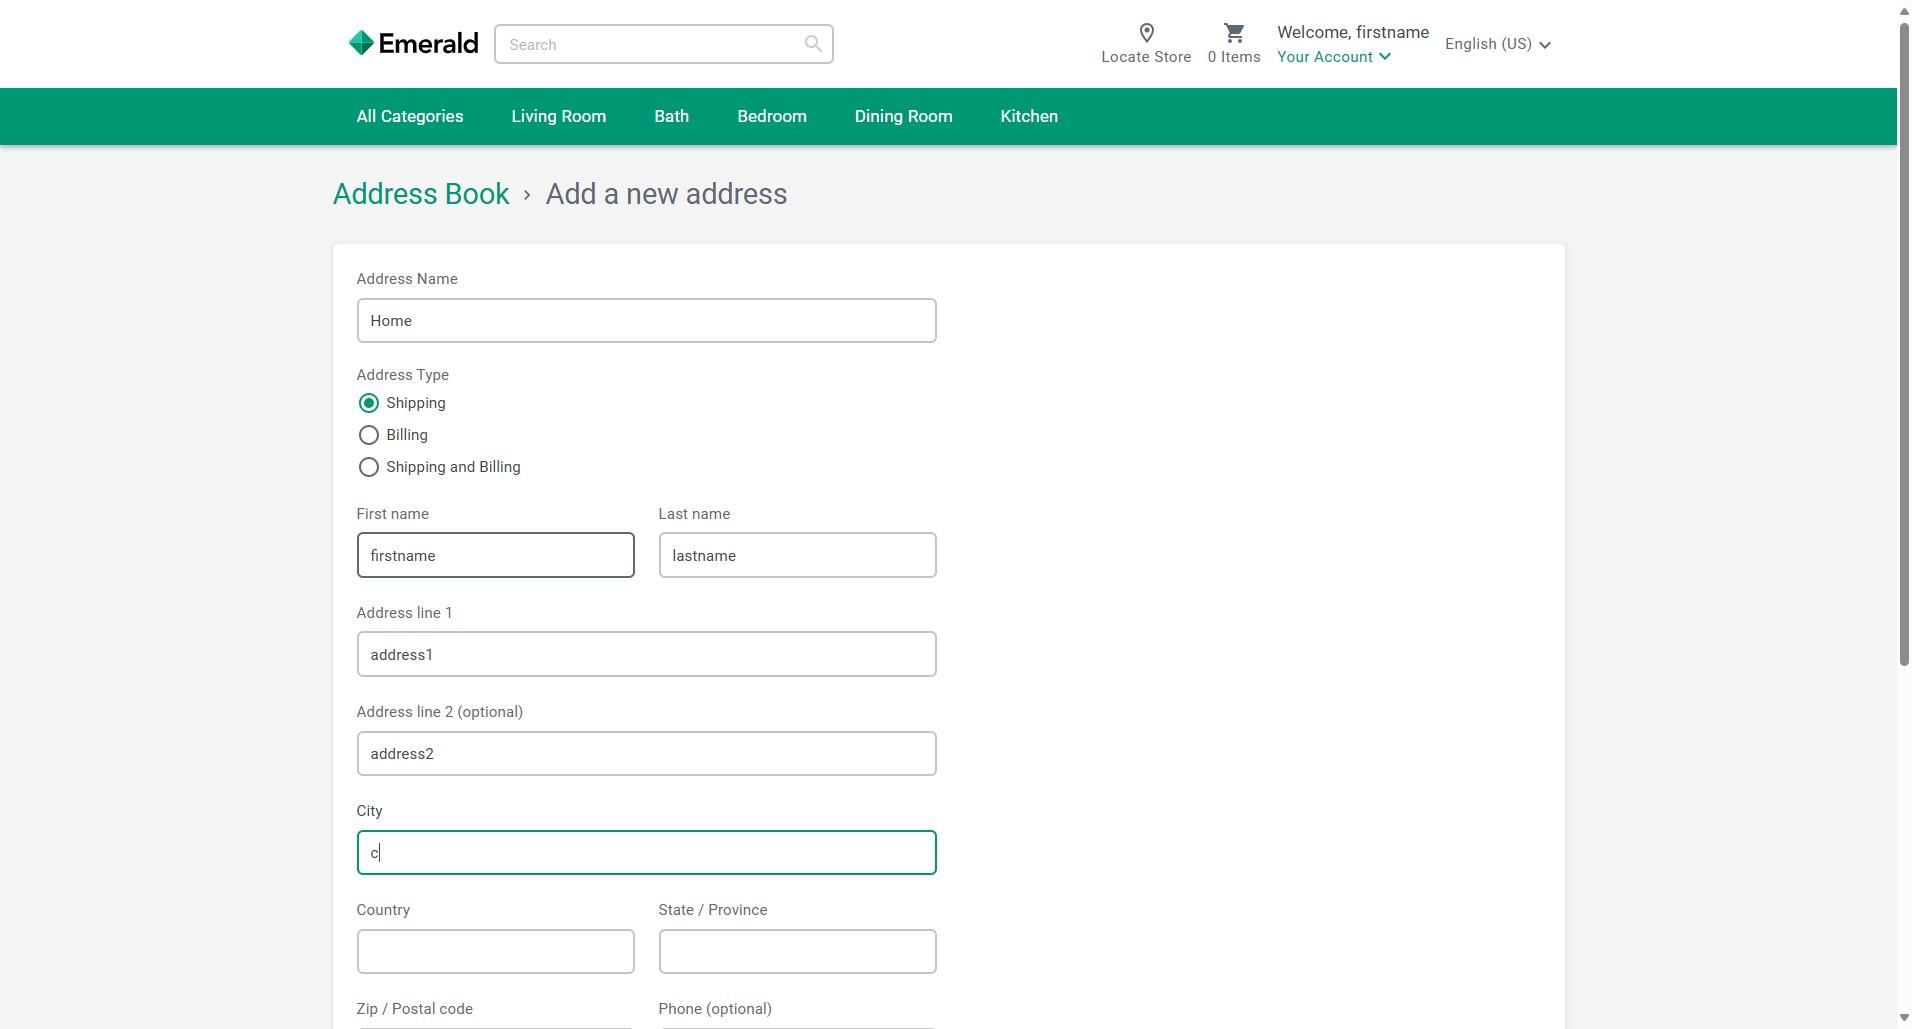 Emerald
Search
Locate Store
0 Items
Welcome, firstname
Your Account
English (US)
All Categories
Living Room
Bath
Bedroom
Dining Room
Kitchen
Address Book › Add a new address
Address Name
Home
Address Type
Shipping
Billing
Shipping and Billing
First name
Last name
firstname
lastname
Address line 1
address1
Address line 2 (optional)
address2
City
c
Country
State / Province
Zip / Postal code
Phone (optional)